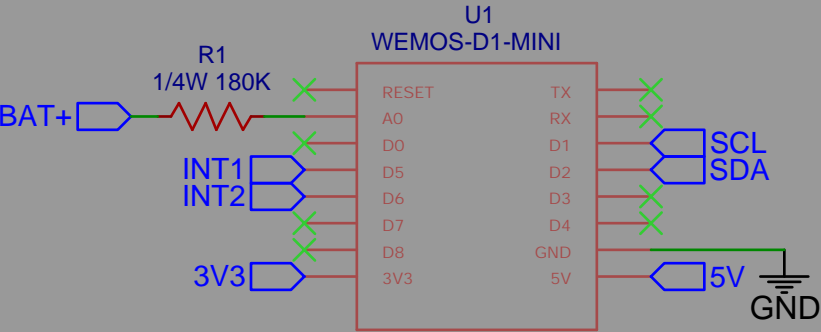 U1
WEMOS-D1-MINI
R1
1/4W 180K
BAT+
RESET
TX
A0
RX
D0
D1
SCL
INT1
D5
D2
SDA
INT2
D6
D3
D7
D4
D8
GND
3V3
3V3
5V
5V
GND